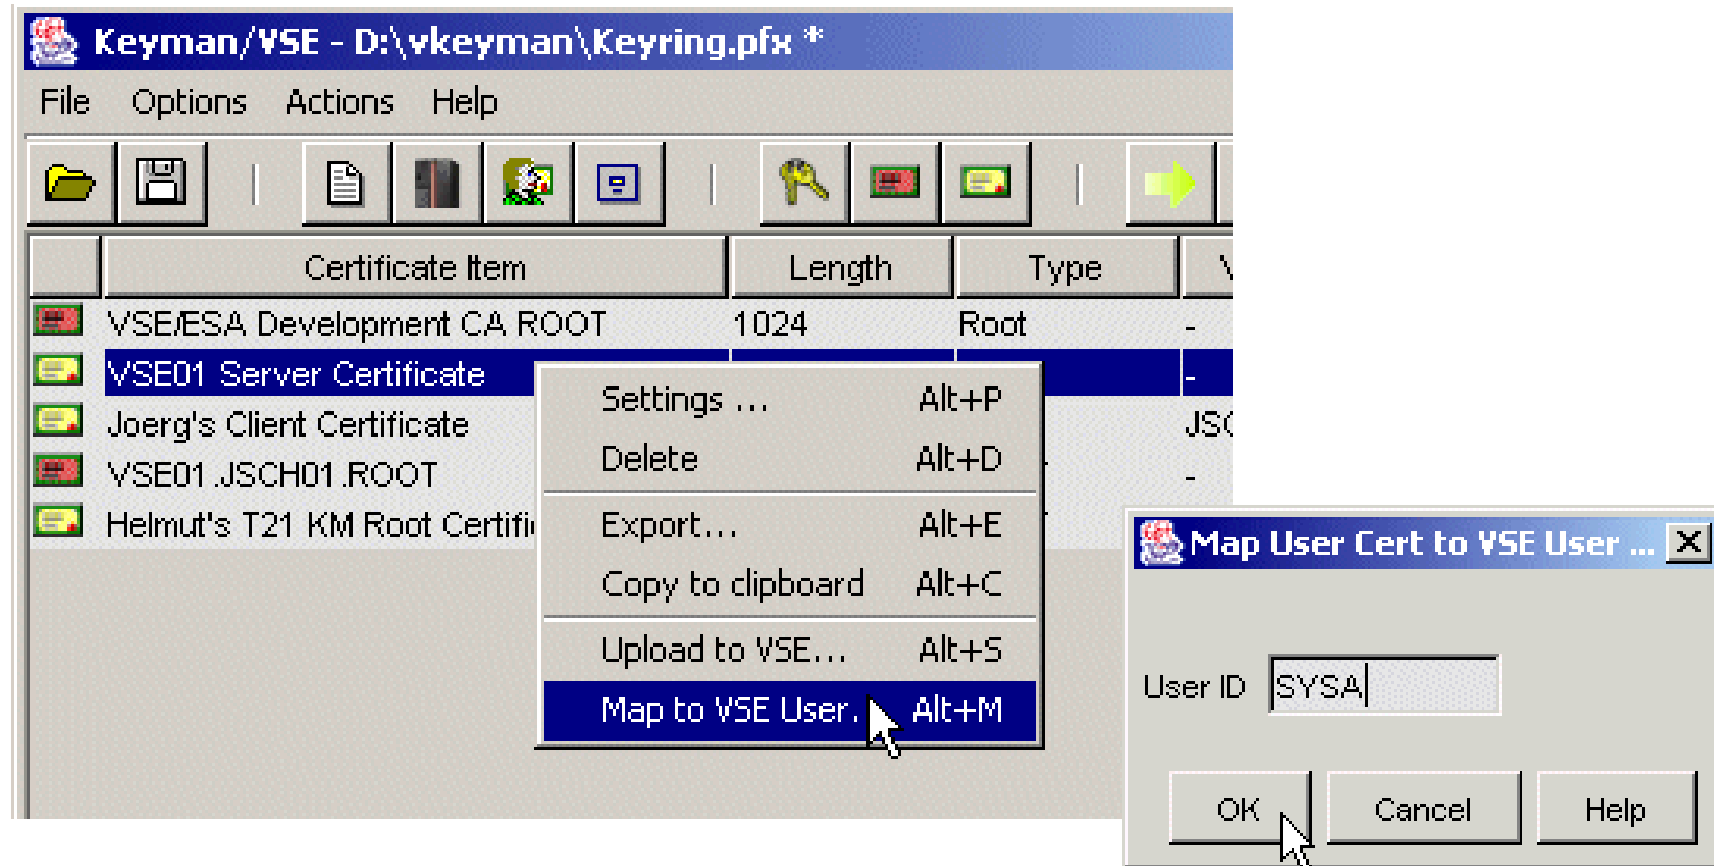 Keyman/VSE - D:\vkeyman\Keyring.pfx *
File Options Actions Help
Certificate Item Length Type
VSE/ESA Development CA ROOT 1024 Root -
VSE01 Server Certificate -
Joerg's Client Certificate
VSE01.JSCH01.ROOT -
Helmut's T21 KM Root
Settings ... Alt+P
Delete Alt+D
Export... Alt+E
Copy to clipboard Alt+C
Upload to VSE... Alt+S
Map to VSE User. Alt+M
Map User Cert to VSE User ...
User ID SYSA
OK Cancel Help